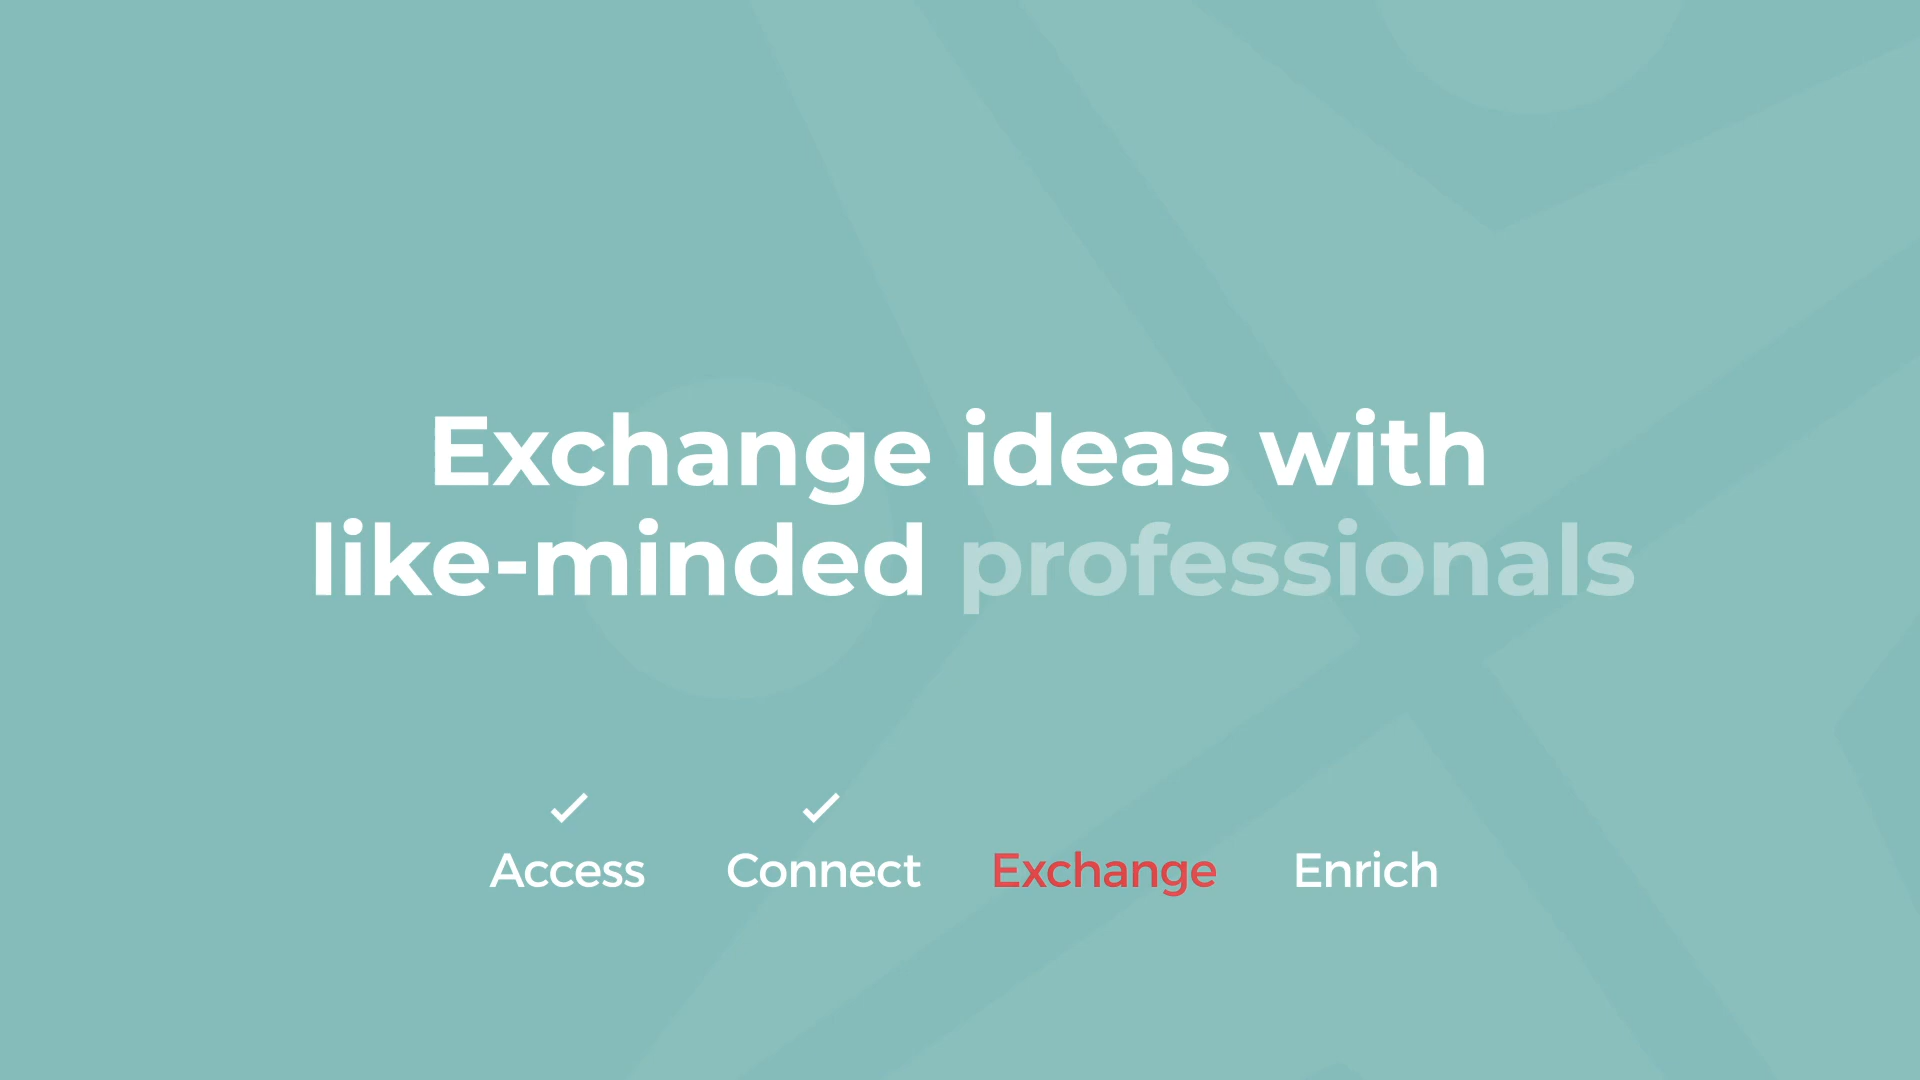 Exchange ideas with
like-minded professionals
Access Connect Exchange Enrich